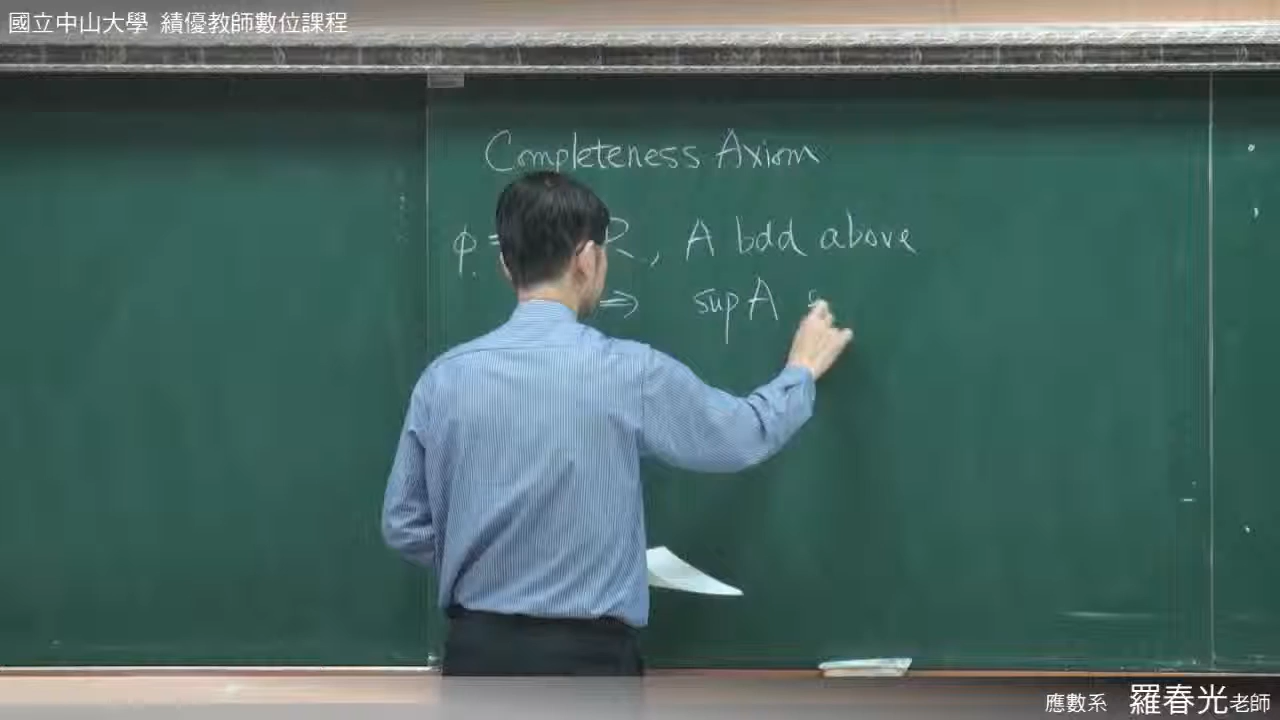 國立中山大學 績優教師數位課程
Completeness Axiom
ϕ R, A bdd above
⇒ sup A
應數系 羅春光老師